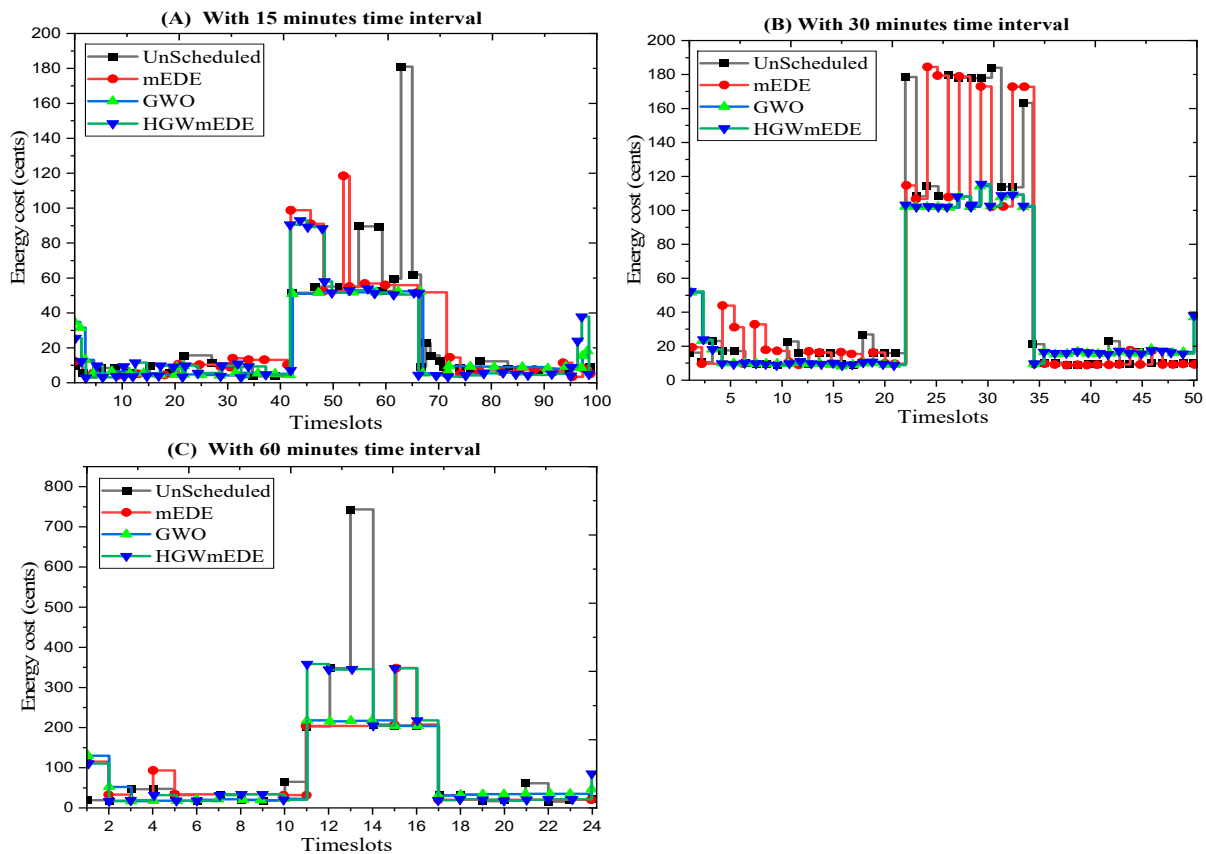 (A) With 15 minutes time interval
200
180
160
140
120
100
80
60
40
20
0
Energy cost (cents)
UnScheduled
mEDE
GWO
HGWmEDE
10 20 30 40 50 60 70 80 90 100
Timeslots
(B) With 30 minutes time interval
200
180
160
140
120
100
80
60
40
20
0
Energy cost (cents)
UnScheduled
mEDE
GWO
HGWmEDE
5 10 15 20 25 30 35 40 45 50
Timeslots
(C) With 60 minutes time interval
800
700
600
500
400
300
200
100
0
Energy cost (cents)
UnScheduled
mEDE
GWO
HGWmEDE
2 4 6 8 10 12 14 16 18 20 22 24
Timeslots